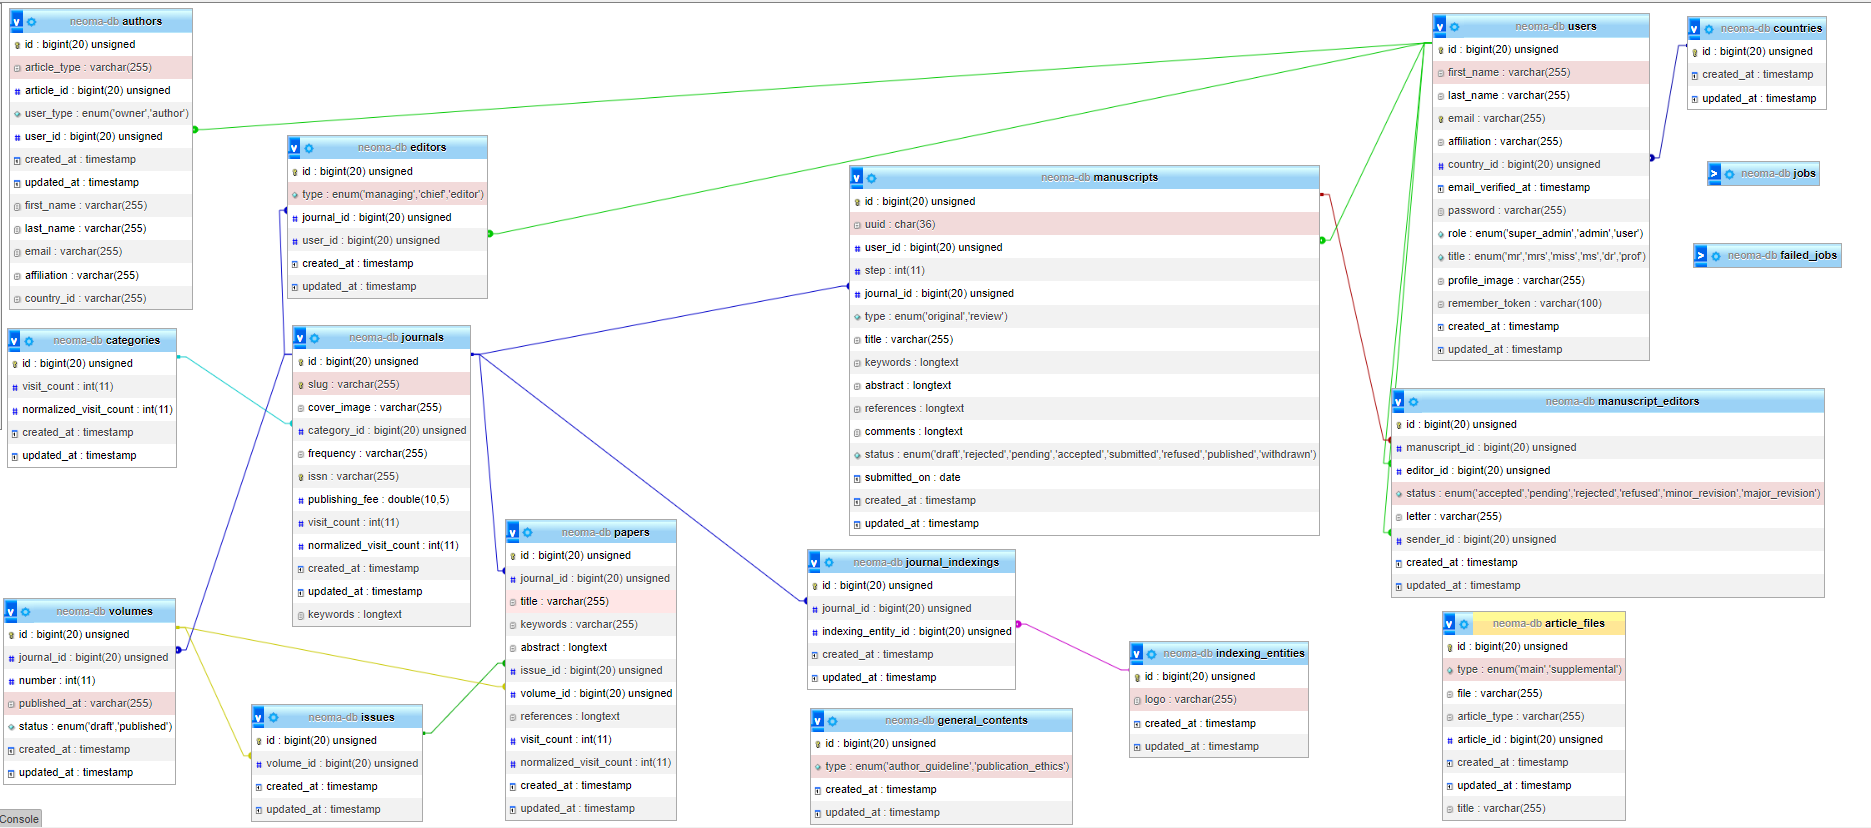 neoma-db authors
id : bigint(20) unsigned
article_type : varchar(255)
article_id : bigint(20) unsigned
user_type : enum('owner','author')
user_id : bigint(20) unsigned
created_at : timestamp
updated_at : timestamp
first_name : varchar(255)
last_name : varchar(255)
email : varchar(255)
affiliation : varchar(255)
country_id : varchar(255)
neoma-db categories
id : bigint(20) unsigned
visit_count : int(11)
normalized_visit_count : int(11)
created_at : timestamp
updated_at : timestamp
neoma-db volumes
id : bigint(20) unsigned
journal_id : bigint(20) unsigned
number : int(11)
published_at : varchar(255)
status : enum('draft','published')
created_at : timestamp
updated_at : timestamp
Console
neoma-db editors
id : bigint(20) unsigned
type : enum('managing','chief','editor')
journal_id : bigint(20) unsigned
user_id : bigint(20) unsigned
created_at : timestamp
updated_at : timestamp
neoma-db journals
id : bigint(20) unsigned
slug : varchar(255)
cover_image : varchar(255)
category_id : bigint(20) unsigned
frequency : varchar(255)
issn : varchar(255)
publishing_fee : double(10,5)
visit_count : int(11)
normalized_visit_count : int(11)
created_at : timestamp
updated_at : timestamp
keywords : longtext
neoma-db issues
id : bigint(20) unsigned
volume_id : bigint(20) unsigned
created_at : timestamp
updated_at : timestamp
neoma-db papers
id : bigint(20) unsigned
journal_id : bigint(20) unsigned
title : varchar(255)
keywords : varchar(255)
abstract : longtext
issue_id : bigint(20) unsigned
volume_id : bigint(20) unsigned
references : longtext
visit_count : int(11)
normalized_visit_count : int(11)
created_at : timestamp
updated_at : timestamp
neoma-db manuscripts
id : bigint(20) unsigned
uuid : char(36)
user_id : bigint(20) unsigned
step : int(11)
journal_id : bigint(20) unsigned
type : enum('original','review')
title : varchar(255)
keywords : longtext
abstract : longtext
references : longtext
comments : longtext
status : enum('draft','rejected','pending','accepted','submitted','refused','published','withdrawn')
submitted_on : date
created_at : timestamp
updated_at : timestamp
neoma-db journal_indexings
id : bigint(20) unsigned
journal_id : bigint(20) unsigned
indexing_entity_id : bigint(20) unsigned
created_at : timestamp
updated_at : timestamp
neoma-db general_contents
id : bigint(20) unsigned
type : enum('author_guideline','publication_ethics')
created_at : timestamp
updated_at : timestamp
neoma-db indexing_entities
id : bigint(20) unsigned
logo : varchar(255)
created_at : timestamp
updated_at : timestamp
neoma-db users
id : bigint(20) unsigned
first_name : varchar(255)
last_name : varchar(255)
email : varchar(255)
affiliation : varchar(255)
country_id : bigint(20) unsigned
email_verified_at : timestamp
password : varchar(255)
role : enum('super_admin','admin','user')
title : enum('mr','mrs','miss','ms','dr','prof')
profile_image : varchar(255)
remember_token : varchar(100)
created_at : timestamp
updated_at : timestamp
neoma-db countries
id : bigint(20) unsigned
created_at : timestamp
updated_at : timestamp
neoma-db jobs
neoma-db failed_jobs
neoma-db manuscript_editors
id : bigint(20) unsigned
manuscript_id : bigint(20) unsigned
editor_id : bigint(20) unsigned
status : enum('accepted','pending','rejected','refused','minor_revision','major_revision')
letter : varchar(255)
sender_id : bigint(20) unsigned
created_at : timestamp
updated_at : timestamp
neoma-db article_files
id : bigint(20) unsigned
type : enum('main','supplemental')
file : varchar(255)
article_type : varchar(255)
article_id : bigint(20) unsigned
created_at : timestamp
updated_at : timestamp
title : varchar(255)